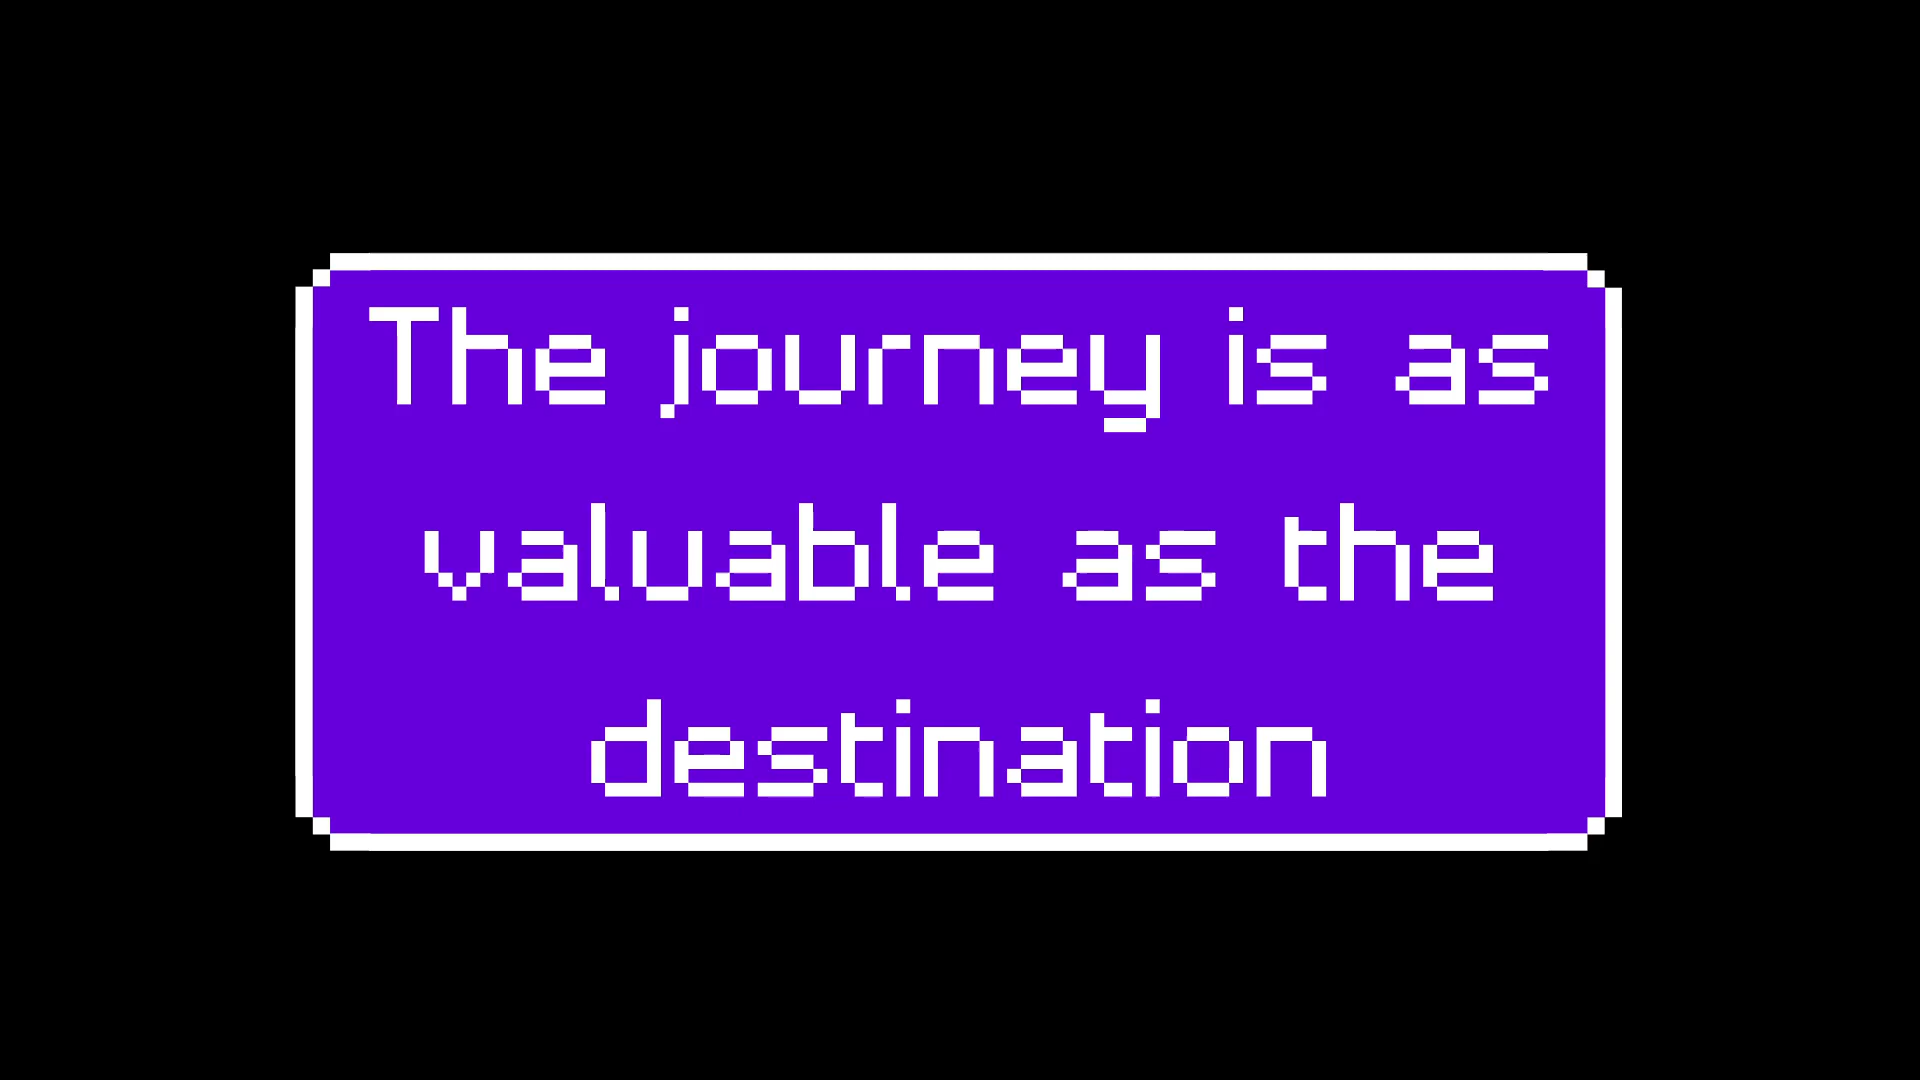 The journey is as
valuable as the
destination